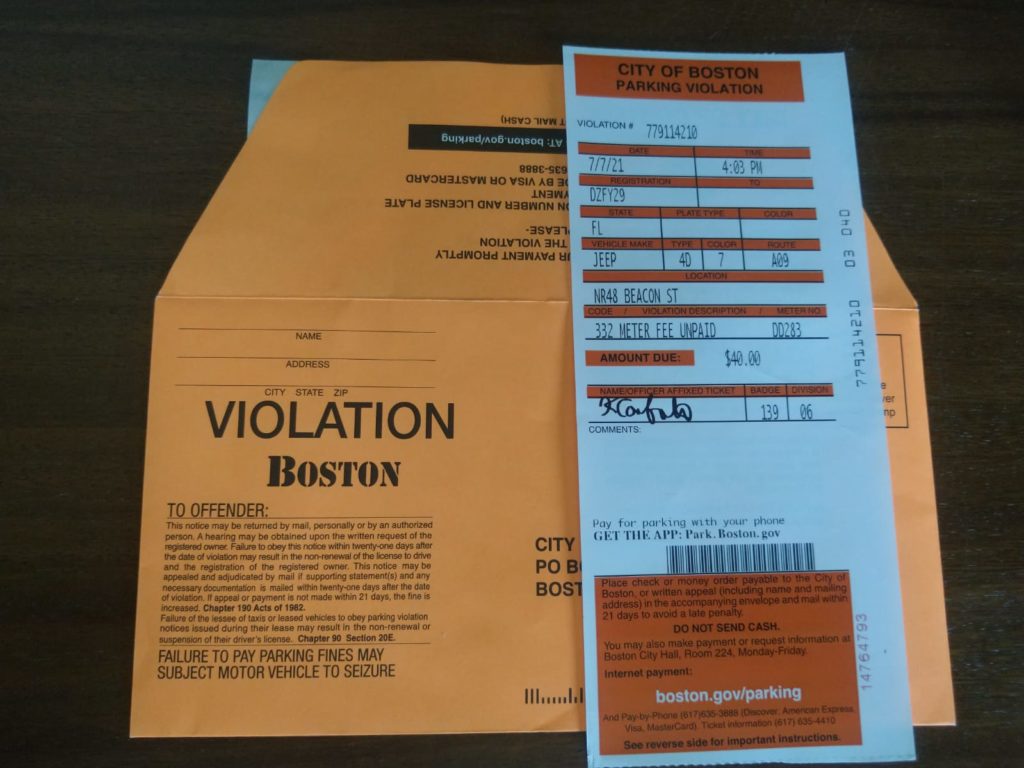 CITY OF BOSTON
PARKING VIOLATION
VIOLATION # 779114210
DATE TIME
7/7/21 4:03 PM
REGISTRATION TO
DZFY29
STATE PLATE TYPE COLOR
FL
VEHICLE MAKE TYPE COLOR ROUTE
JEEP 4D 7 A09
LOCATION
NR48 BEACON ST
CODE / VIOLATION DESCRIPTION / METER NO
332 METER FEE UNPAID DD283
AMOUNT DUE: $40.00
NAME/OFFICER AFFIXED TICKET BADGE DIVISION
139 06
COMMENTS:
Pay for parking with your phone
GET THE APP: Park.Boston.gov
Place check or money order payable to the City of
Boston, or written appeal (including name and mailing
address) in the accompanying envelope and mail within
21 days to avoid a late penalty.
DO NOT SEND CASH.
You may also make payment or request information at
Boston City Hall, Room 224, Monday-Friday.
Internet payment:
boston.gov/parking
And Pay-by-Phone (617)635-3888 (Discover, American Express,
Visa, MasterCard). Ticket information (617) 635-4410
See reverse side for important instructions.
779114210 03 040
14764793
UR PAYMENT PROMPTLY
THE VIOLATION
PLEASE-
ON NUMBER AND LICENSE PLATE
YMENT
DE BY VISA OR MASTERCARD
635-3888
AT: boston.gov/parking
T MAIL CASH)
NAME
ADDRESS
CITY STATE ZIP
VIOLATION
BOSTON
TO OFFENDER:
This notice may be returned by mail, personally or by an authorized
person. A hearing may be obtained upon the written request of the
registered owner. Failure to obey this notice within twenty-one days after
the date of violation may result in the non-renewal of the license to drive
and the registration of the registered owner. This notice may be
appealed and adjudicated by mail if supporting statement(s) and any
necessary documentation is mailed within twenty-one days after the date
of violation. If appeal or payment is not made within 21 days, the fine is
increased. Chapter 190 Acts of 1982.
Failure of the lessee of taxis or leased vehicles to obey parking violation
notices issued during their lease may result in the non-renewal or
suspension of their driver's license. Chapter 90 Section 20E.
FAILURE TO PAY PARKING FINES MAY
SUBJECT MOTOR VEHICLE TO SEIZURE
CITY
PO B
BOST
e
ver
mp